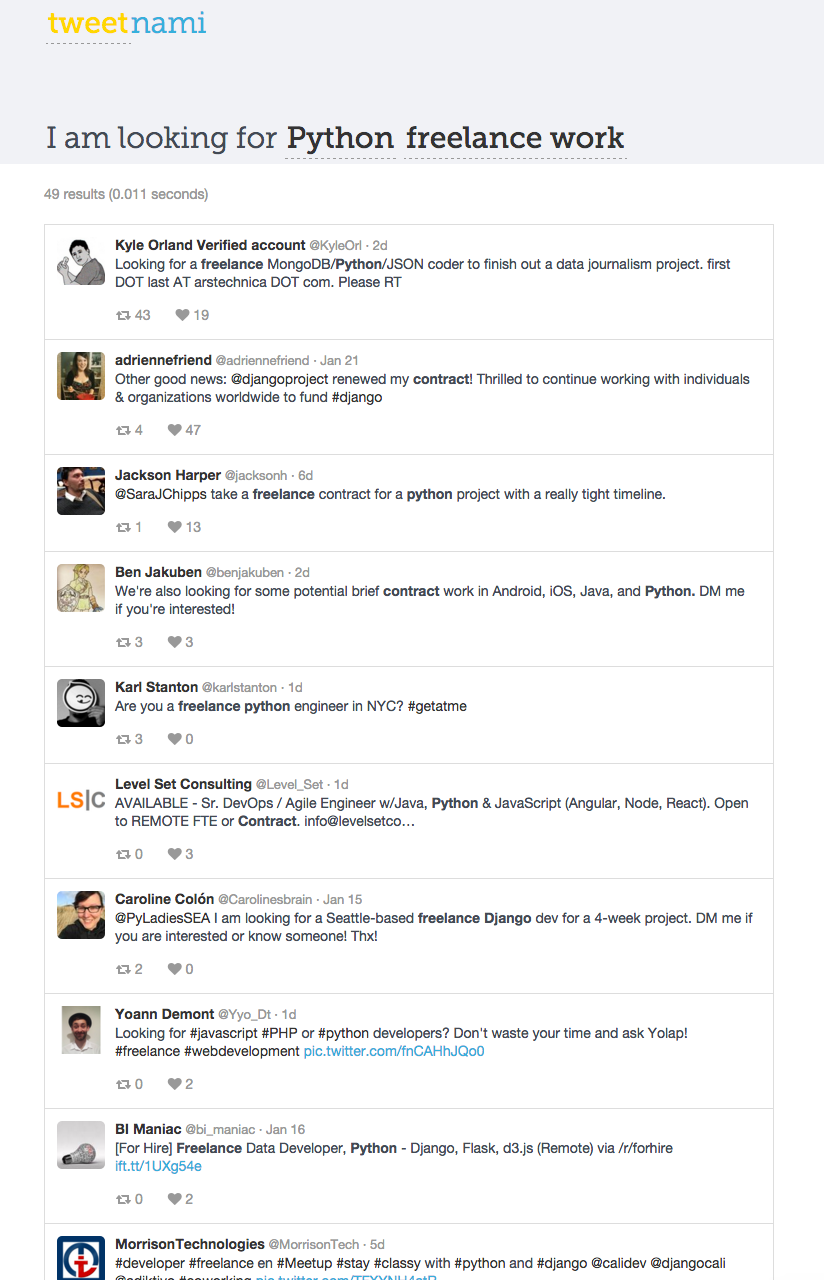 tweetnami
I am looking for Python freelance work
49 results (0.011 seconds)
Kyle Orland Verified account @KyleOrl · 2d
Looking for a freelance MongoDB/Python/JSON coder to finish out a data journalism project. first
DOT last AT arstechnica DOT com. Please RT
43 19
adriennefriend @adriennefriend · Jan 21
Other good news: @djangoproject renewed my contract! Thrilled to continue working with individuals
& organizations worldwide to fund #django
4 47
Jackson Harper @jacksonh · 6d
@SaraJChipps take a freelance contract for a python project with a really tight timeline.
1 13
Ben Jakuben @benjakuben · 2d
We're also looking for some potential brief contract work in Android, iOS, Java, and Python. DM me
if you're interested!
3 3
Karl Stanton @karlstanton · 1d
Are you a freelance python engineer in NYC? #getatme
3 0
LS|C
Level Set Consulting @Level_Set · 1d
AVAILABLE - Sr. DevOps / Agile Engineer w/Java, Python & JavaScript (Angular, Node, React). Open
to REMOTE FTE or Contract. info@levelsetco…
0 3
Caroline Colón @Carolinesbrain · Jan 15
@PyLadiesSEA I am looking for a Seattle-based freelance Django dev for a 4-week project. DM me if
you are interested or know someone! Thx!
2 0
Yoann Demont @Yyo_Dt · 1d
Looking for #javascript #PHP or #python developers? Don't waste your time and ask Yolap!
#freelance #webdevelopment pic.twitter.com/fnCAHhJQo0
0 2
BI Maniac @bi_maniac · Jan 16
[For Hire] Freelance Data Developer, Python - Django, Flask, d3.js (Remote) via /r/forhire
ift.tt/1UXg54e
0 2
MorrisonTechnologies @MorrisonTech · 5d
#developer #freelance en #Meetup #stay #classy with #python and #django @calidev @djangocali